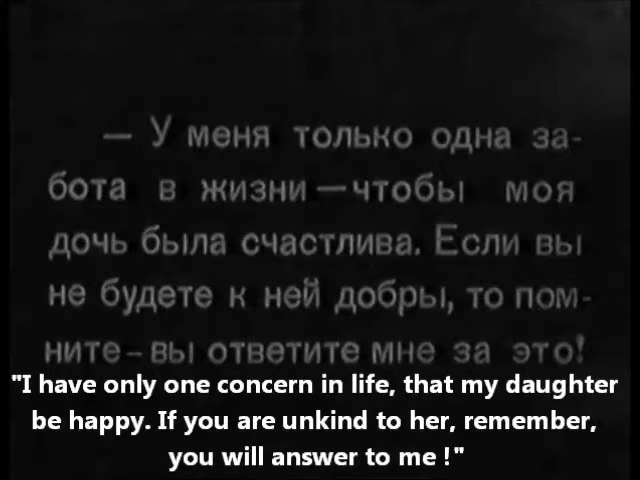 — У меня только одна за-
бота в жизни — чтобы моя
дочь была счастлива. Если вы
не будете к ней добры, то пом-
ните – вы ответите мне за это!
"I have only one concern in life, that my daughter
be happy. If you are unkind to her, remember,
you will answer to me !"